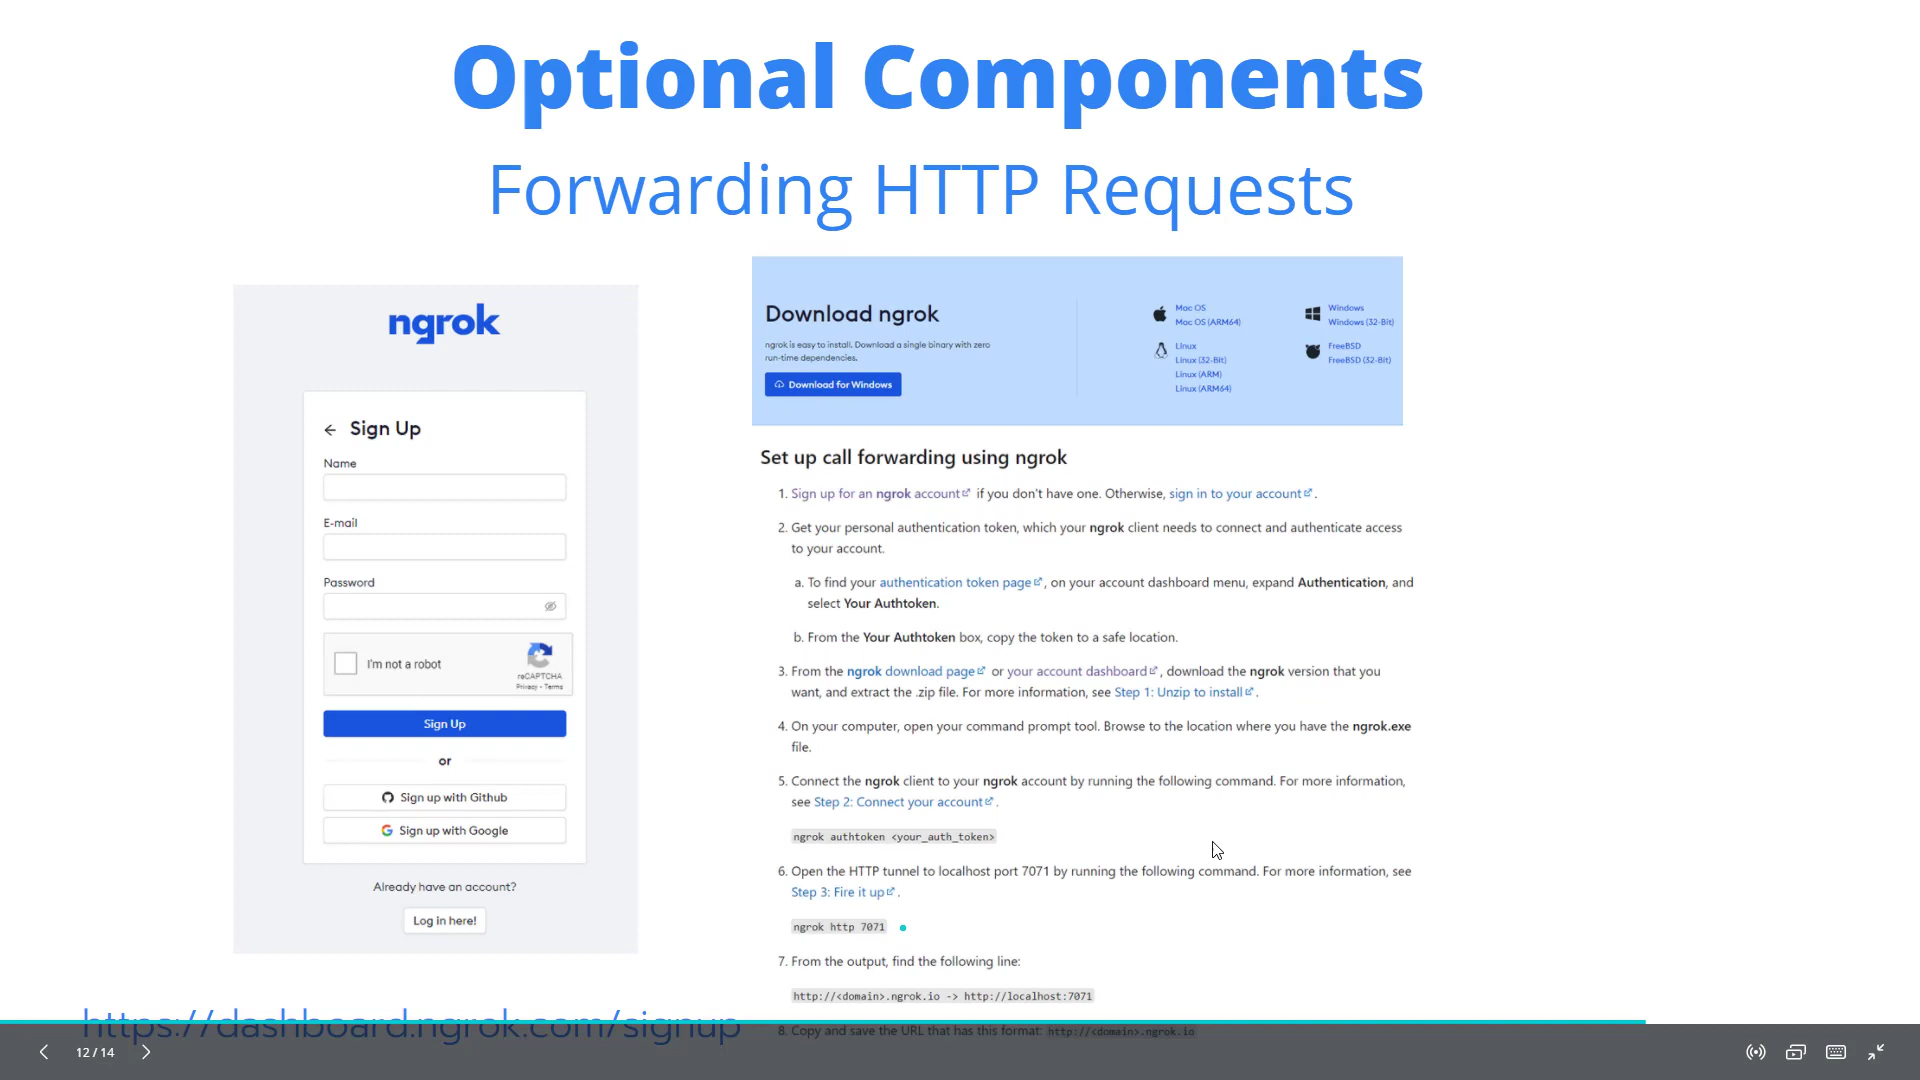 Optional Components
Forwarding HTTP Requests
ngrok
Sign Up
Name
E-mail
Password
I'm not a robot
reCAPTCHA
Privacy - Terms
Sign Up
or
Sign up with Github
Sign up with Google
Already have an account?
Log in here!
https://dashboard.ngrok.com/signup
Download ngrok
ngrok is easy to install. Download a single binary with zero
run-time dependencies.
Download for Windows
Mac OS
Mac OS (ARM64)
Linux
Linux (32-Bit)
Linux (ARM)
Linux (ARM64)
Windows
Windows (32-Bit)
FreeBSD
FreeBSD (32-Bit)
Set up call forwarding using ngrok
1. Sign up for an ngrok account if you don't have one. Otherwise, sign in to your account.
2. Get your personal authentication token, which your ngrok client needs to connect and authenticate access
to your account.
a. To find your authentication token page, on your account dashboard menu, expand Authentication, and
select Your Authtoken.
b. From the Your Authtoken box, copy the token to a safe location.
3. From the ngrok download page or your account dashboard, download the ngrok version that you
want, and extract the .zip file. For more information, see Step 1: Unzip to install.
4. On your computer, open your command prompt tool. Browse to the location where you have the ngrok.exe
file.
5. Connect the ngrok client to your ngrok account by running the following command. For more information,
see Step 2: Connect your account.
ngrok authtoken <your_auth_token>
6. Open the HTTP tunnel to localhost port 7071 by running the following command. For more information, see
Step 3: Fire it up.
ngrok http 7071
7. From the output, find the following line:
http://<domain>.ngrok.io -> http://localhost:7071
8. Copy and save the URL that has this format: http://<domain>.ngrok.io
12 / 14